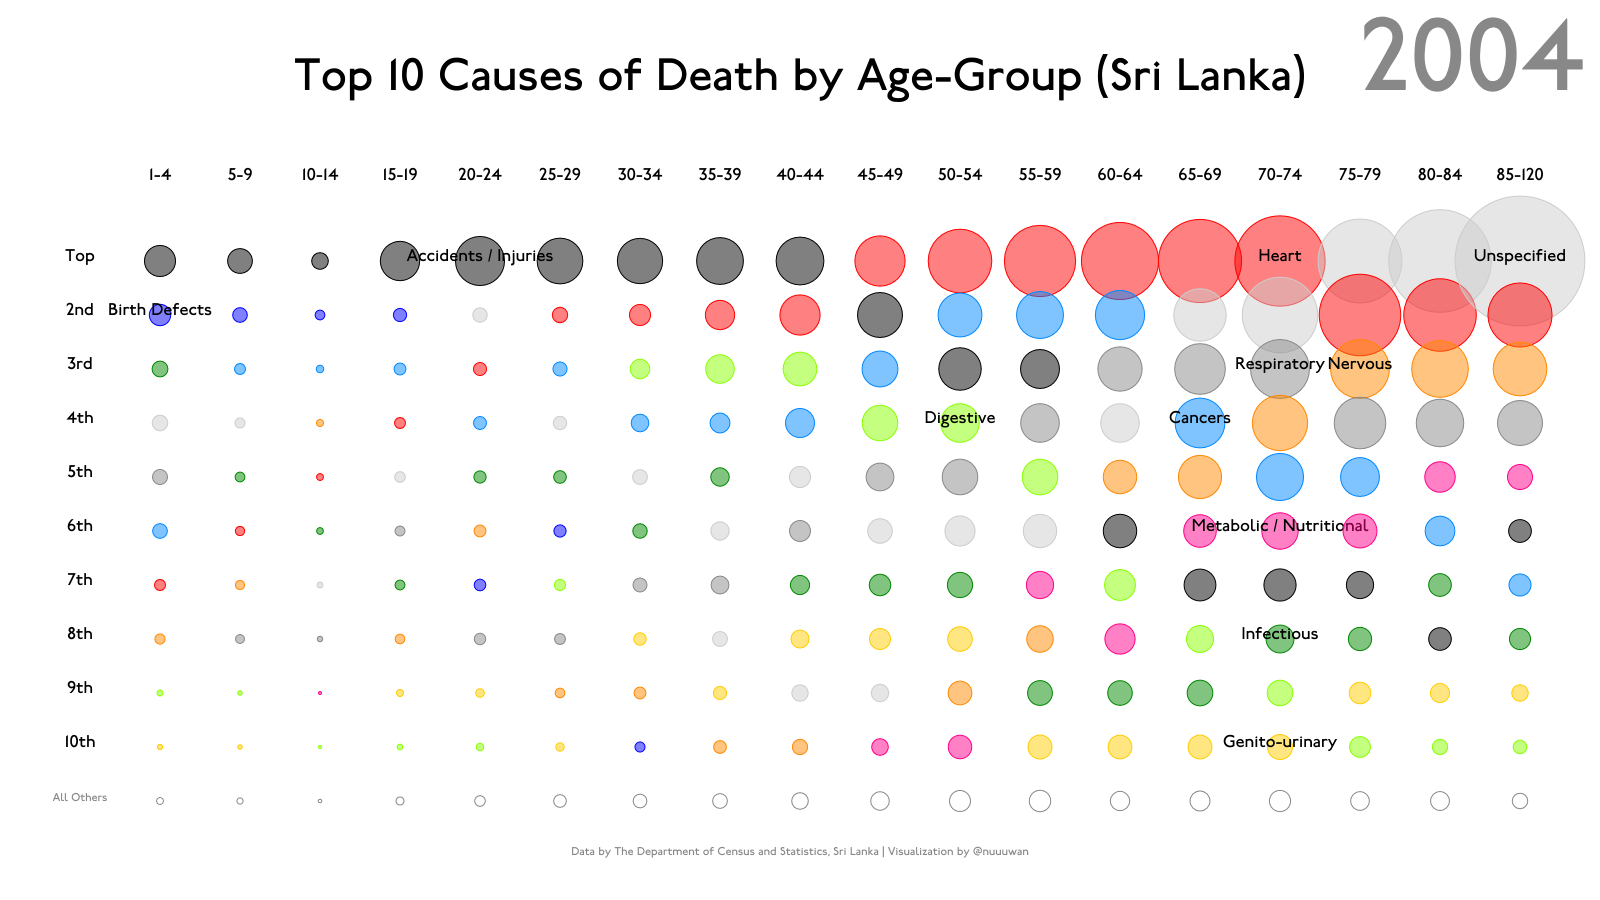 2004
Top 10 Causes of Death by Age-Group (Sri Lanka)
1-4 5-9 10-14 15-19 20-24 25-29 30-34 35-39 40-44 45-49 50-54 55-59 60-64 65-69 70-74 75-79 80-84 85-120
Top Accidents / Injuries Heart Unspecified
2nd Birth Defects
3rd Respiratory Nervous
4th Digestive Cancers
5th
6th Metabolic / Nutritional
7th
8th Infectious
9th
10th Genito-urinary
All Others
Data by The Department of Census and Statistics, Sri Lanka | Visualization by @nuuuwan